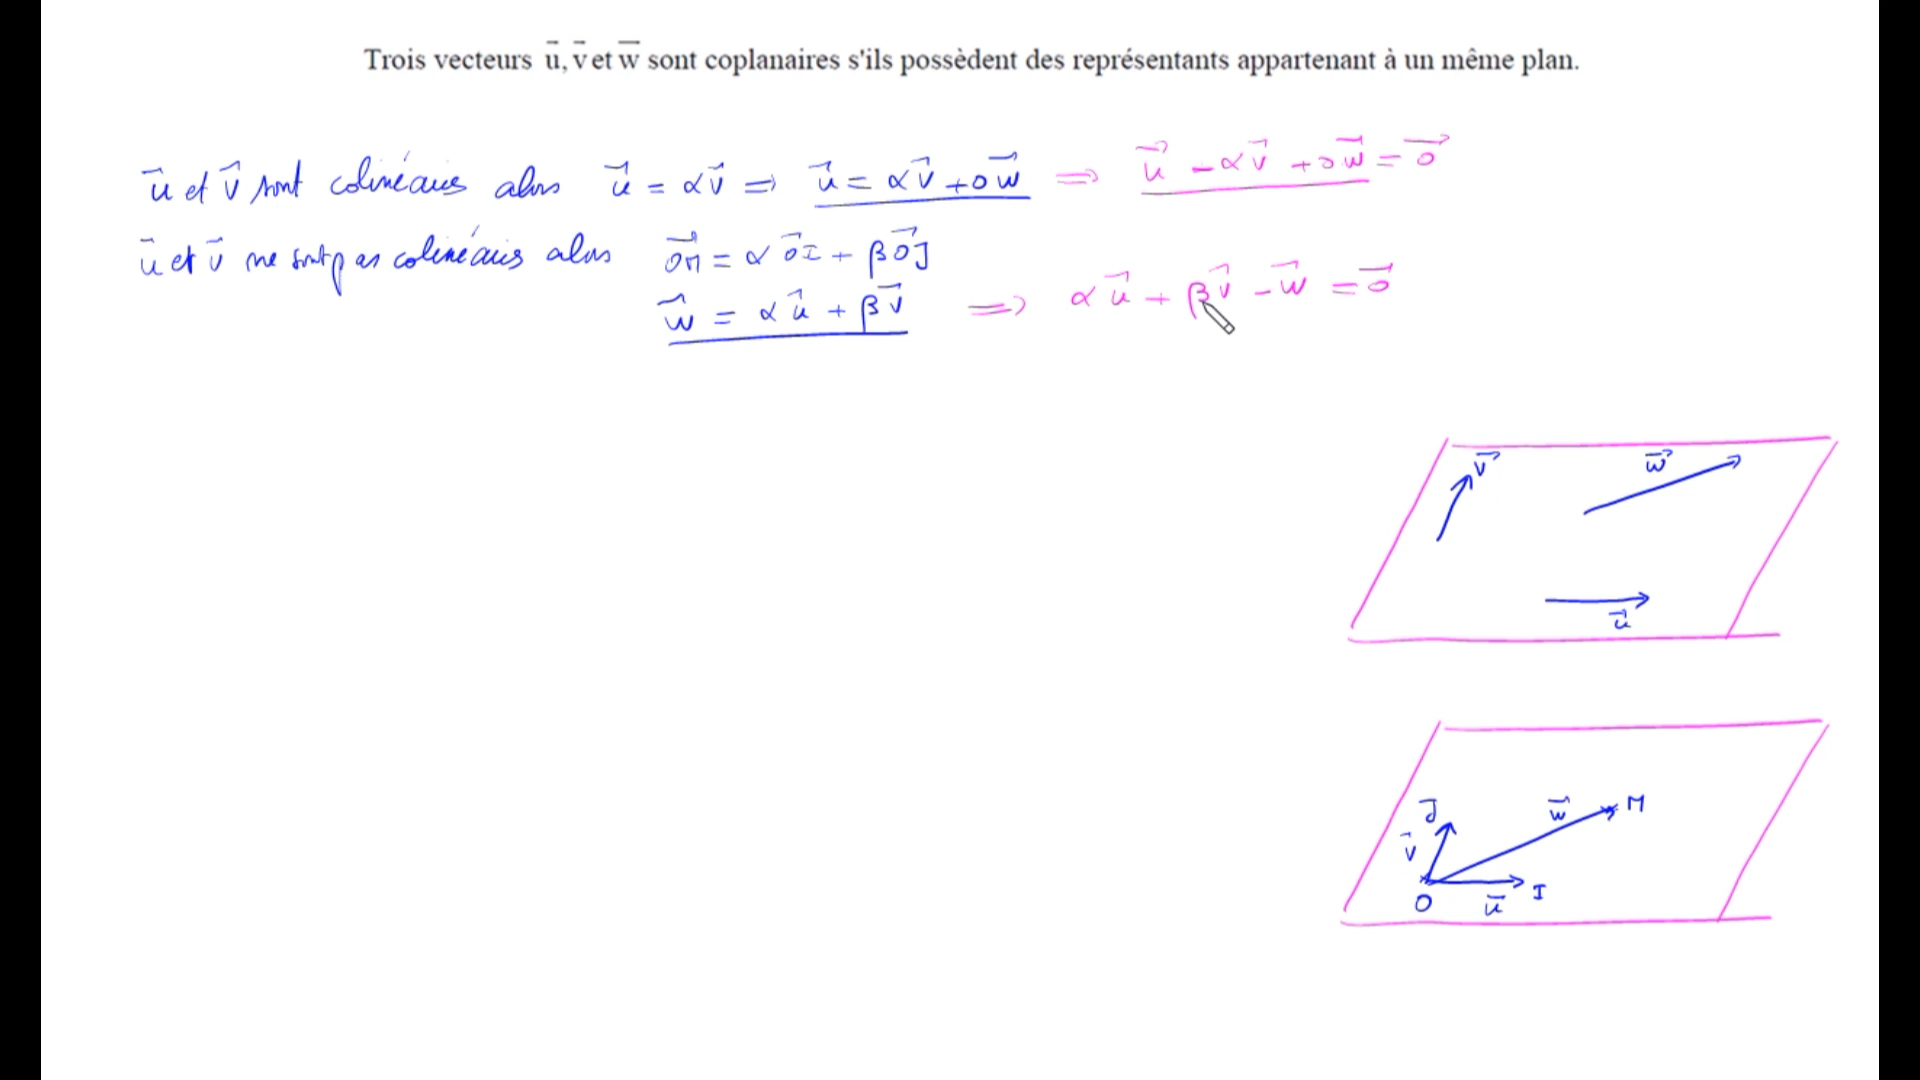 Trois vecteurs u⃗, v⃗ et w⃗ sont coplanaires s'ils possèdent des représentants appartenant à un même plan.
u⃗ et v⃗ sont colinéaires alors u⃗ = αv⃗ ⇒ u⃗ = αv⃗ + 0w⃗ ⇒ u⃗ - αv⃗ + 0w⃗ = 0⃗
u⃗ et v⃗ ne sont pas colinéaires alors OM⃗ = α OI⃗ + β OJ⃗
w⃗ = αu⃗ + βv⃗ ⇒ αu⃗ + βv⃗ - w⃗ = 0⃗
v⃗
w⃗
u⃗
J
w⃗
M
v⃗
I
O
u⃗